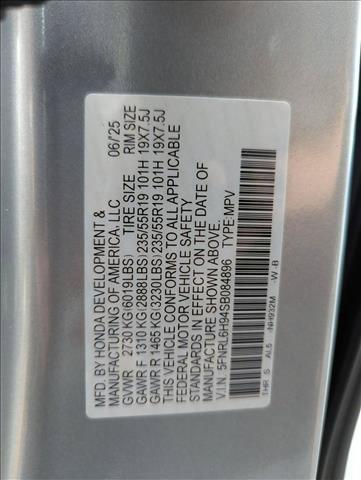 MFD. BY HONDA DEVELOPMENT &
MANUFACTURING OF AMERICA, LLC 06/25
GVWR 2730 KG(6019LBS) TIRE SIZE RIM SIZE
GAWR F 1310 KG(2888LBS)235/55R19 101H 19X7.5J
GAWR R 1465 KG(3230LBS)235/55R19 101H 19X7.5J
THIS VEHICLE CONFORMS TO ALL APPLICABLE
FEDERAL MOTOR VEHICLE SAFETY
STANDARDS IN EFFECT ON THE DATE OF
MANUFACTURE SHOWN ABOVE.
V.I.N. 5FNRL6H94SB084896 TYPE:MPV
THR S AL5 NH932M W-B